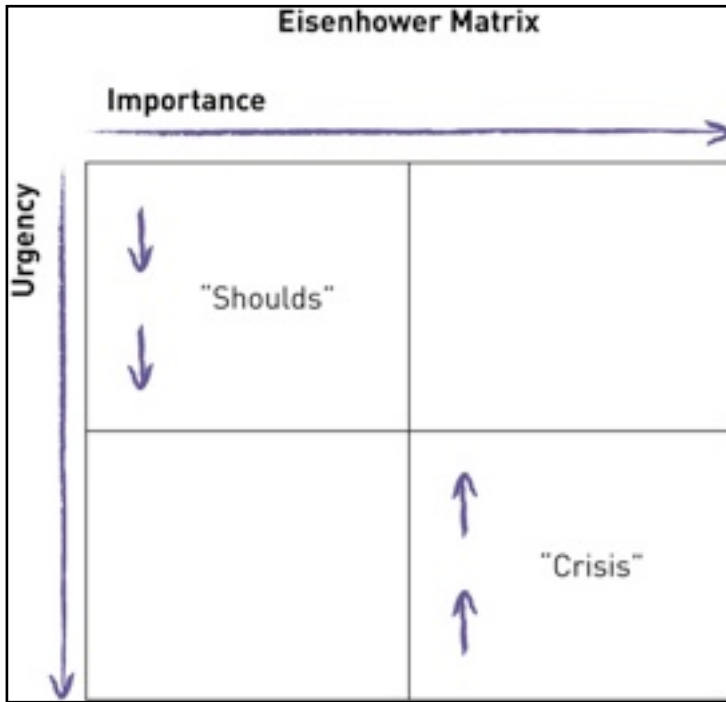 Eisenhower Matrix
Importance
Urgency
"Shoulds"
"Crisis"